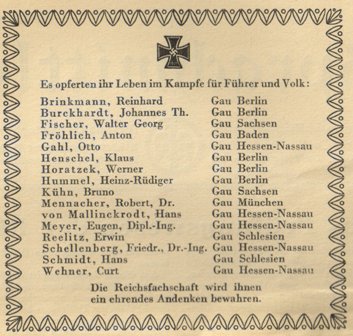 Es opferten ihr Leben im Kampfe für Führer und Volk:
Brinkmann, Reinhard Gau Berlin
Burckhardt, Johannes Th. Gau Berlin
Fischer, Walter Georg Gau Sachsen
Fröhlich, Anton Gau Baden
Gahl, Otto Gau Hessen-Nassau
Henschel, Klaus Gau Berlin
Horatzek, Werner Gau Berlin
Hummel, Heinz-Rüdiger Gau Berlin
Kühn, Bruno Gau Sachsen
Mennacher, Robert, Dr. Gau München
von Mallinckrodt, Hans Gau Hessen-Nassau
Meyer, Eugen, Dipl.-Ing. Gau Hessen-Nassau
Reelitz, Erwin Gau Schlesien
Schellenberg, Friedr., Dr.-Ing. Gau Hessen-Nassau
Schmidt, Hans Gau Schlesien
Wehner, Curt Gau Hessen-Nassau
Die Reichsfachschaft wird ihnen
ein ehrendes Andenken bewahren.